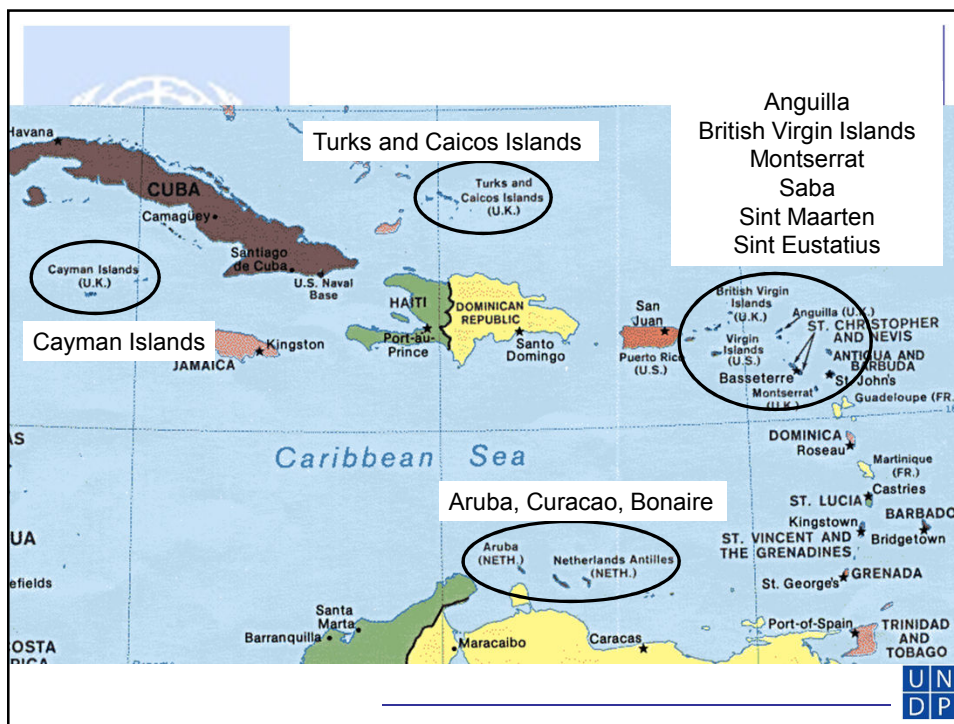 Anguilla
British Virgin Islands
Montserrat
Saba
Sint Maarten
Sint Eustatius
Turks and Caicos Islands
Havana
CUBA
Camagüey
Turks and
Caicos Islands
(U.K.)
Santiago
de Cuba
U.S. Naval
Base
Cayman Islands
(U.K.)
Cayman Islands
HAITI
Port-au-
Prince
DOMINICAN
REPUBLIC
Santo
Domingo
San
Juan
Puerto Rico
(U.S.)
British Virgin
Islands
(U.K.)
Virgin
Islands
(U.S.)
Anguilla (U.K.)
ST. CHRISTOPHER
AND NEVIS
ANTIGUA AND
BARBUDA
Basseterre
St. John's
Montserrat
(U.K.)
Guadeloupe (FR.
Kingston
JAMAICA
Caribbean Sea
DOMINICA
Roseau
Martinique
(FR.)
Castries
ST. LUCIA
BARBADO
Kingstown
ST. VINCENT AND
THE GRENADINES
Bridgetown
GRENADA
St. George's
Aruba, Curacao, Bonaire
Aruba
(NETH.)
Netherlands Antilles
(NETH.)
AS
UA
efields
COSTA
RICA
Santa
Marta
Barranquilla
Maracaibo
Caracas
Port-of-Spain
TRINIDAD
AND
TOBAGO
U N
D P